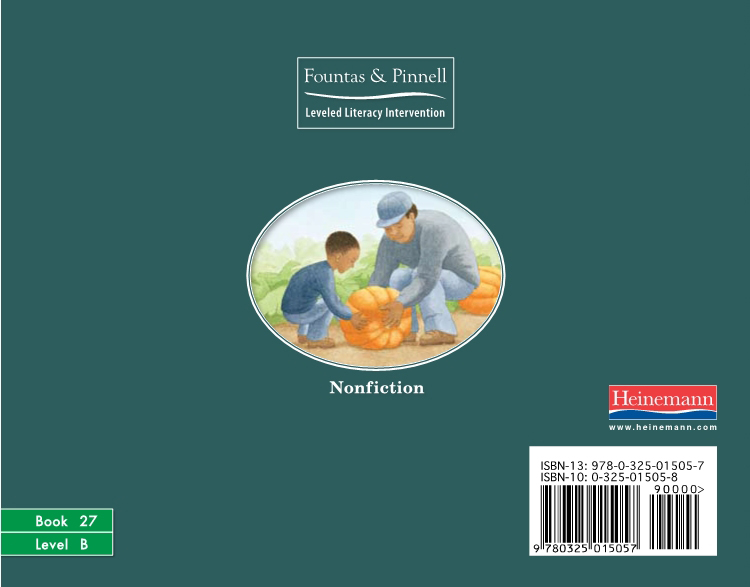 Fountas & Pinnell
Leveled Literacy Intervention
Nonfiction
Heinemann
www.heinemann.com
ISBN-13: 978-0-325-01505-7
ISBN-10: 0-325-01505-8
90000>
9 780325 015057
Book 27
Level B